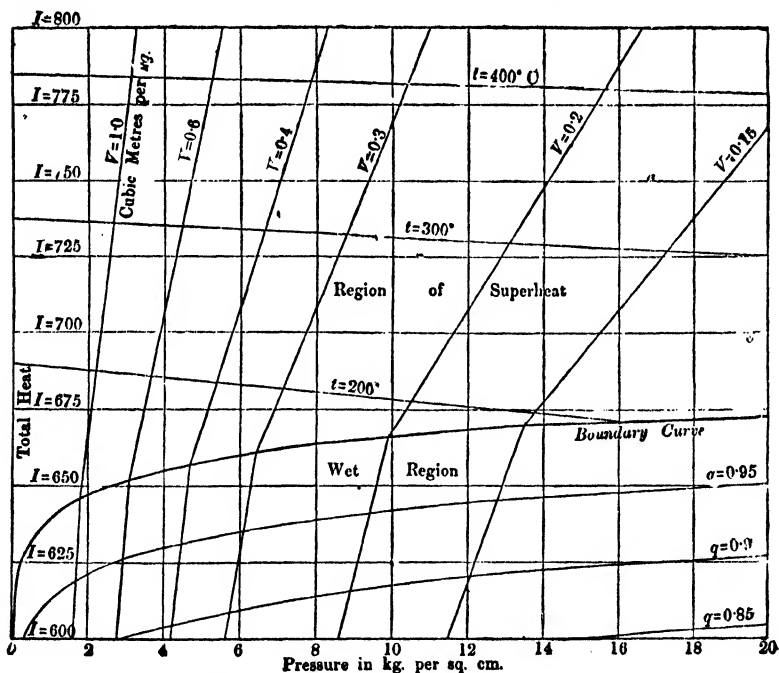 I=800
t=400° C
I=775
V=1.0
Cubic Metres per kg.
V=0.6
V=0.4
V=0.3
V=0.2
V=0.15
I=750
t=300°
I=725
Region of Superheat
I=700
t=200°
I=675
Total Heat
Boundary Curve
I=650
Wet Region
q=0.95
I=625
q=0.9
I=600
q=0.85
0 2 4 6 8 10 12 14 16 18 20
Pressure in kg. per sq. cm.